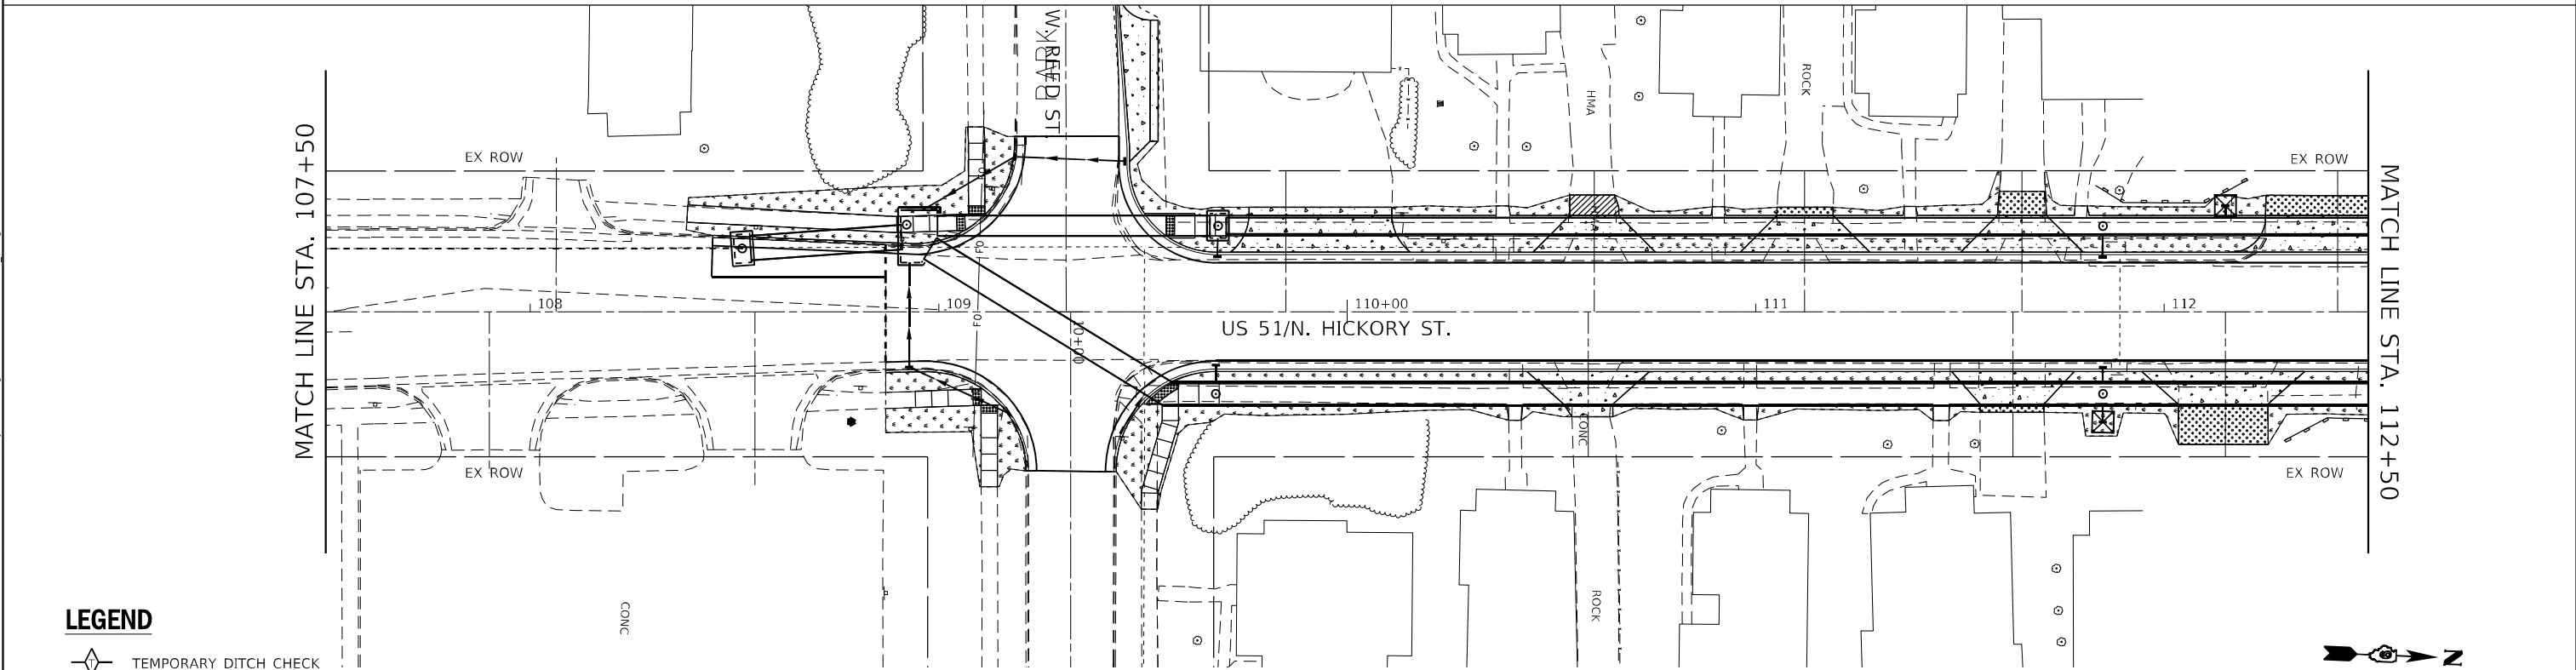 W. REED ST.
ROCK
HMA
MATCH LINE STA. 107+50
EX ROW
EX ROW
MATCH LINE STA. 112+50
FO
108
109
110+00
111
112
FO
10+00
US 51/N. HICKORY ST.
EX ROW
EX ROW
CONC
CONC
ROCK
LEGEND
TEMPORARY DITCH CHECK
N